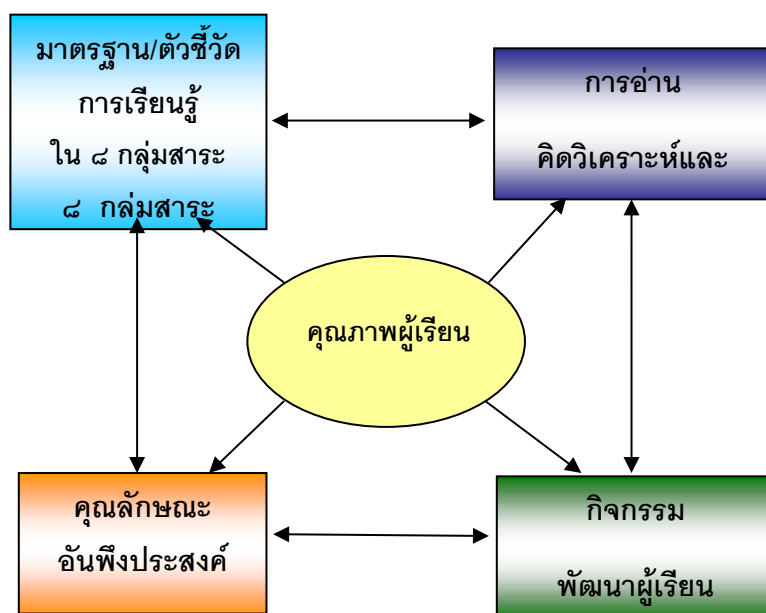 มาตรฐาน/ตัวชี้วัด
การเรียนรู้
ใน ๘ กลุ่มสาระ
๘ กล่มสาระ
การอ่าน
คิดวิเคราะห์และ
คุณภาพผู้เรียน
คุณลักษณะ
อันพึงประสงค์
กิจกรรม
พัฒนาผู้เรียน